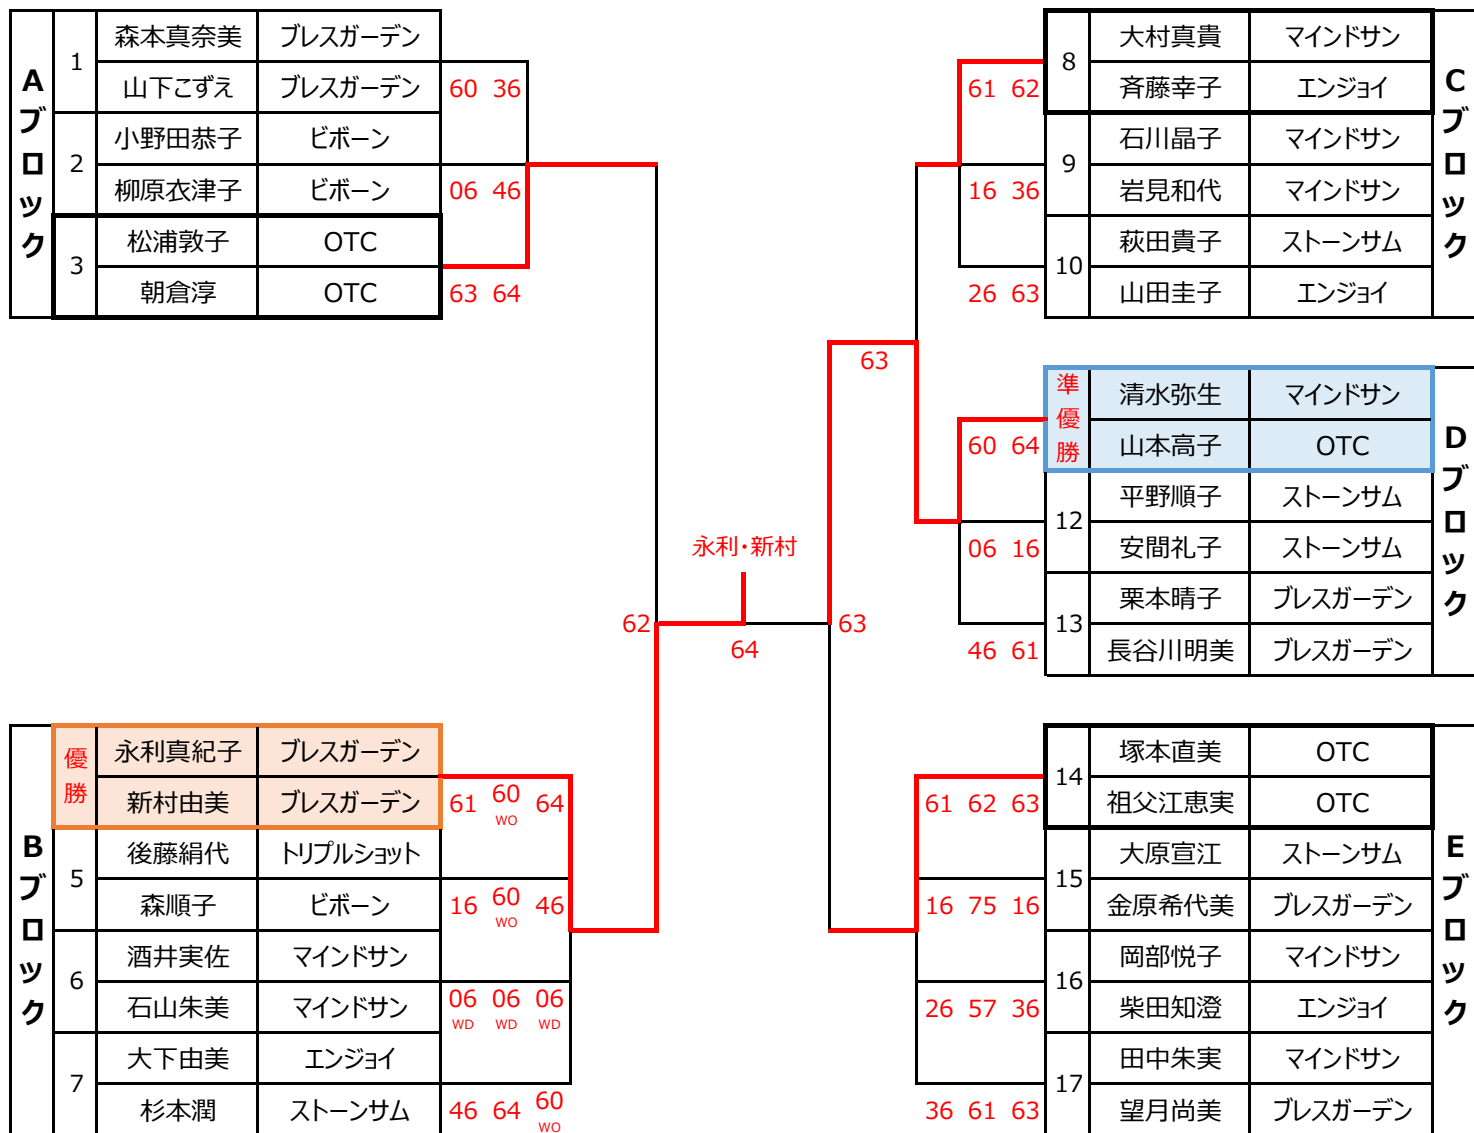 Aブロック
1
森本真奈美 ブレスガーデン
山下こずえ ブレスガーデン 60 36
2
小野田恭子 ビボーン
柳原衣津子 ビボーン 06 46
3
松浦敦子 OTC
朝倉淳 OTC 63 64
Bブロック
優勝
永利真紀子 ブレスガーデン
新村由美 ブレスガーデン 61 60 WO 64
5
後藤絹代 トリプルショット
森順子 ビボーン 16 60 WO 46
6
酒井実佐 マインドサン
石山朱美 マインドサン 06 WD 06 WD 06 WD
7
大下由美 エンジョイ
杉本潤 ストーンサム 46 64 60 WO
62
永利・新村
64
63
63
Cブロック
8
大村真貴 マインドサン
61 62 斉藤幸子 エンジョイ
9
石川晶子 マインドサン
16 36 岩見和代 マインドサン
10
萩田貴子 ストーンサム
26 63 山田圭子 エンジョイ
Dブロック
準優勝
清水弥生 マインドサン
60 64 山本高子 OTC
12
平野順子 ストーンサム
06 16 安間礼子 ストーンサム
13
栗本晴子 ブレスガーデン
46 61 長谷川明美 ブレスガーデン
Eブロック
14
塚本直美 OTC
61 62 63 祖父江恵実 OTC
15
大原宣江 ストーンサム
16 75 16 金原希代美 ブレスガーデン
16
岡部悦子 マインドサン
26 57 36 柴田知澄 エンジョイ
17
田中朱実 マインドサン
36 61 63 望月尚美 ブレスガーデン